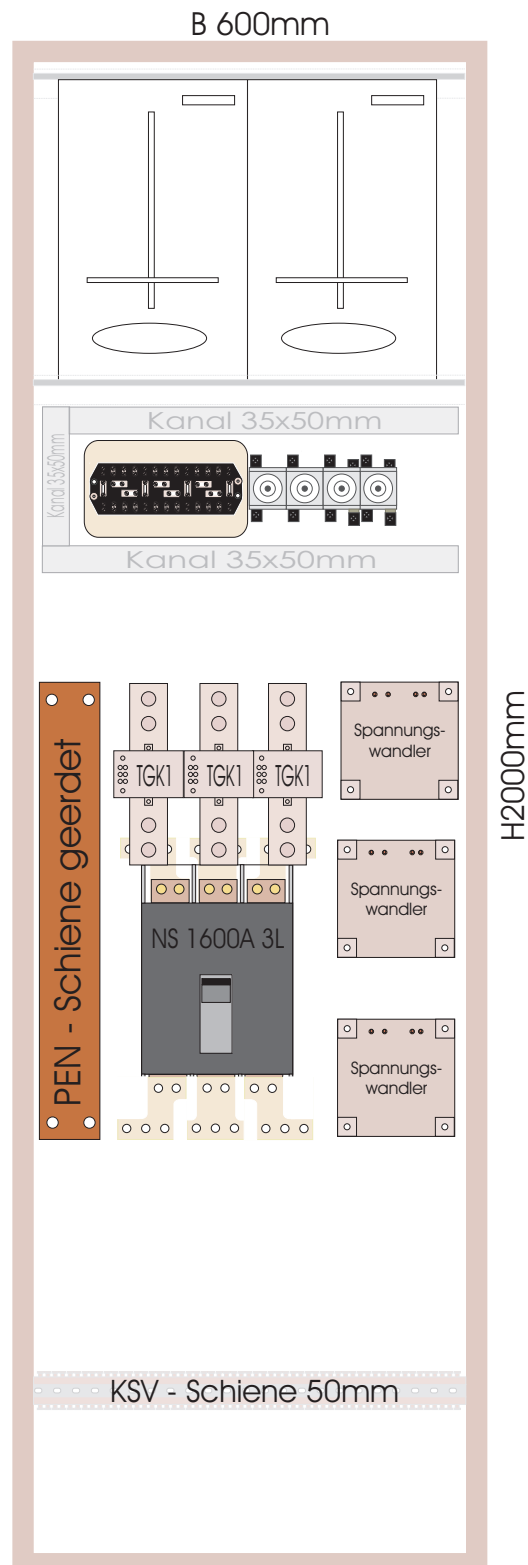 B 600mm
Kanal 35x50mm
Kanal 35x50mm
Kanal 35x50mm
H2000mm
PEN - Schiene geerdet
TGK1
TGK1
TGK1
NS 1600A 3L
Spannungs-
wandler
Spannungs-
wandler
Spannungs-
wandler
KSV - Schiene 50mm